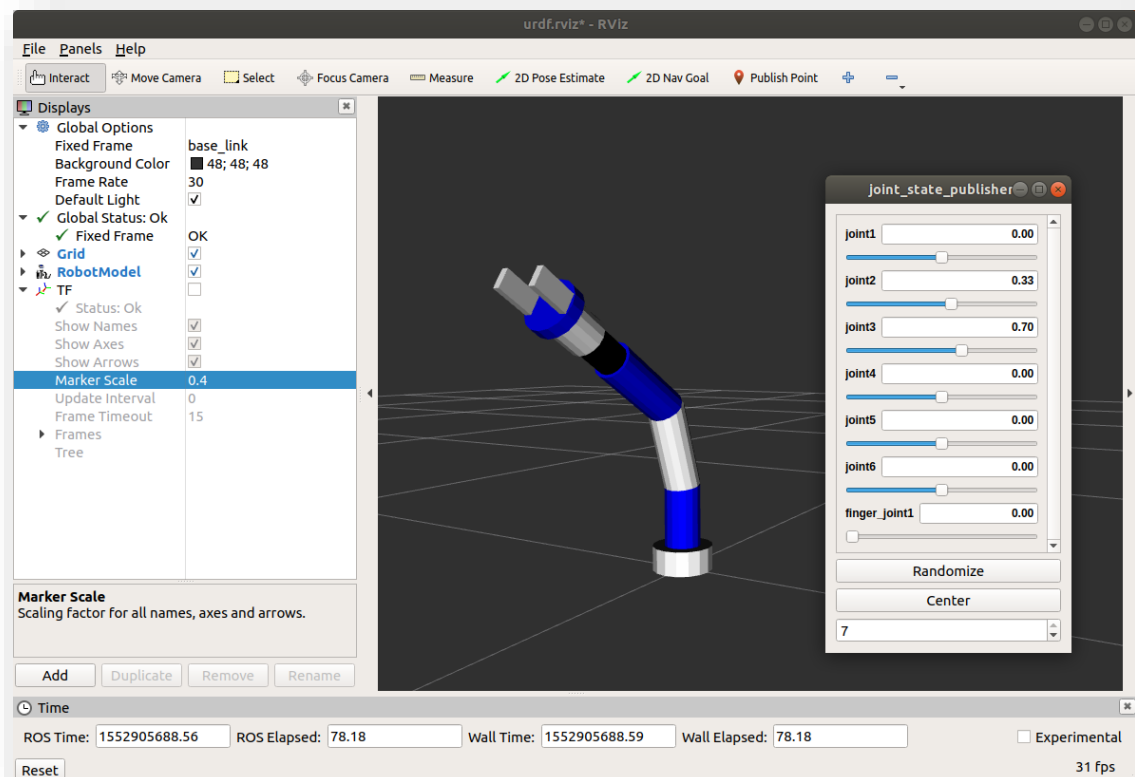 urdf.rviz* - RViz
File Panels Help
Interact Move Camera Select Focus Camera Measure 2D Pose Estimate 2D Nav Goal Publish Point
Displays
Global Options
Fixed Frame base_link
Background Color 48; 48; 48
Frame Rate 30
Default Light
Global Status: Ok
Fixed Frame OK
Grid
RobotModel
TF
Status: Ok
Show Names
Show Axes
Show Arrows
Marker Scale 0.4
Update Interval 0
Frame Timeout 15
Frames
Tree
Marker Scale
Scaling factor for all names, axes and arrows.
Add Duplicate Remove Rename
joint_state_publisher
joint1 0.00
joint2 0.33
joint3 0.70
joint4 0.00
joint5 0.00
joint6 0.00
finger_joint1 0.00
Randomize
Center
7
Time
ROS Time: 1552905688.56 ROS Elapsed: 78.18 Wall Time: 1552905688.59 Wall Elapsed: 78.18 Experimental
Reset 31 fps